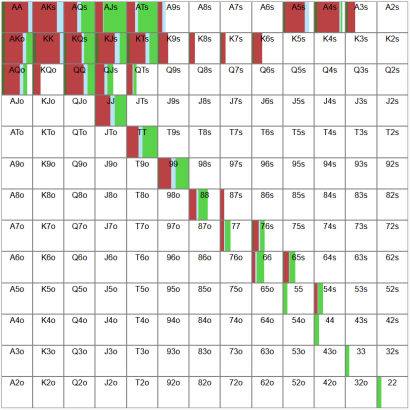 AA AKs AQs AJs ATs A9s A8s A7s A6s A5s A4s A3s A2s
AKo KK KQs KJs KTs K9s K8s K7s K6s K5s K4s K3s K2s
AQo KQo QQ QJs QTs Q9s Q8s Q7s Q6s Q5s Q4s Q3s Q2s
AJo KJo QJo JJ JTs J9s J8s J7s J6s J5s J4s J3s J2s
ATo KTo QTo JTo TT T9s T8s T7s T6s T5s T4s T3s T2s
A9o K9o Q9o J9o T9o 99 98s 97s 96s 95s 94s 93s 92s
A8o K8o Q8o J8o T8o 98o 88 87s 86s 85s 84s 83s 82s
A7o K7o Q7o J7o T7o 97o 87o 77 76s 75s 74s 73s 72s
A6o K6o Q6o J6o T6o 96o 86o 76o 66 65s 64s 63s 62s
A5o K5o Q5o J5o T5o 95o 85o 75o 65o 55 54s 53s 52s
A4o K4o Q4o J4o T4o 94o 84o 74o 64o 54o 44 43s 42s
A3o K3o Q3o J3o T3o 93o 83o 73o 63o 53o 43o 33 32s
A2o K2o Q2o J2o T2o 92o 82o 72o 62o 52o 42o 32o 22